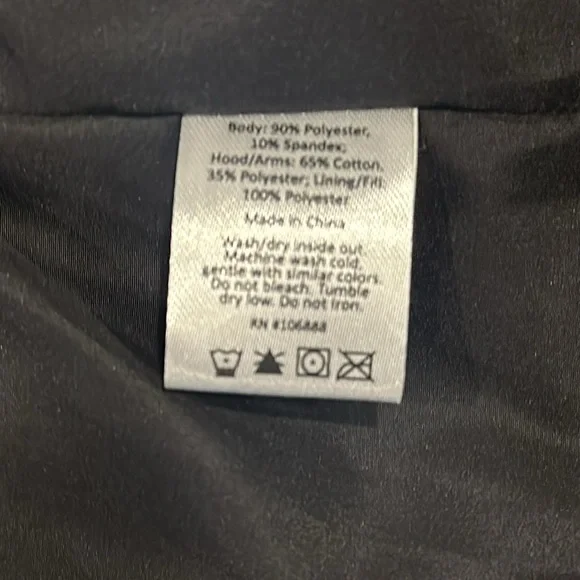 Body: 90% Polyester,
10% Spandex;
Hood/Arms: 65% Cotton,
35% Polyester; Lining/Fill:
100% Polyester
Made in China
Wash/dry inside out.
Machine wash cold,
gentle with similar colors.
Do not bleach. Tumble
dry low. Do not iron.
RN #106888